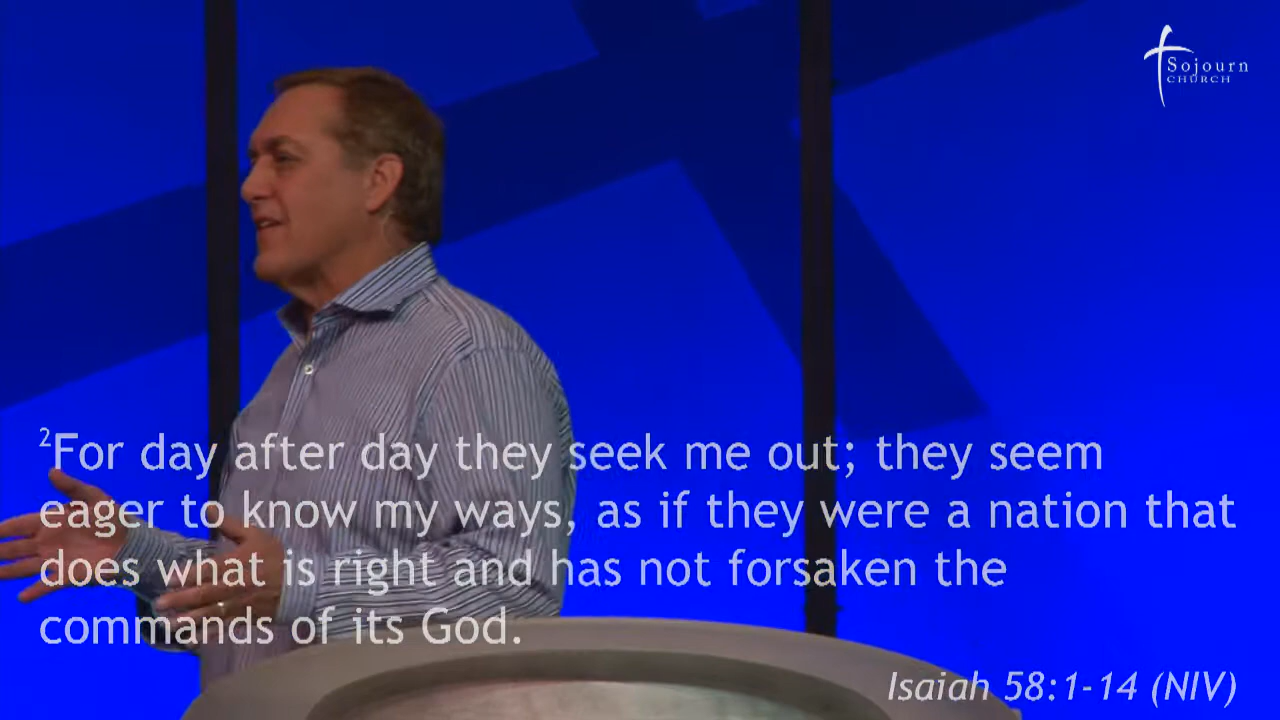 Sojourn
CHURCH
²For day after day they seek me out; they seem
eager to know my ways, as if they were a nation that
does what is right and has not forsaken the
commands of its God.
Isaiah 58:1-14 (NIV)